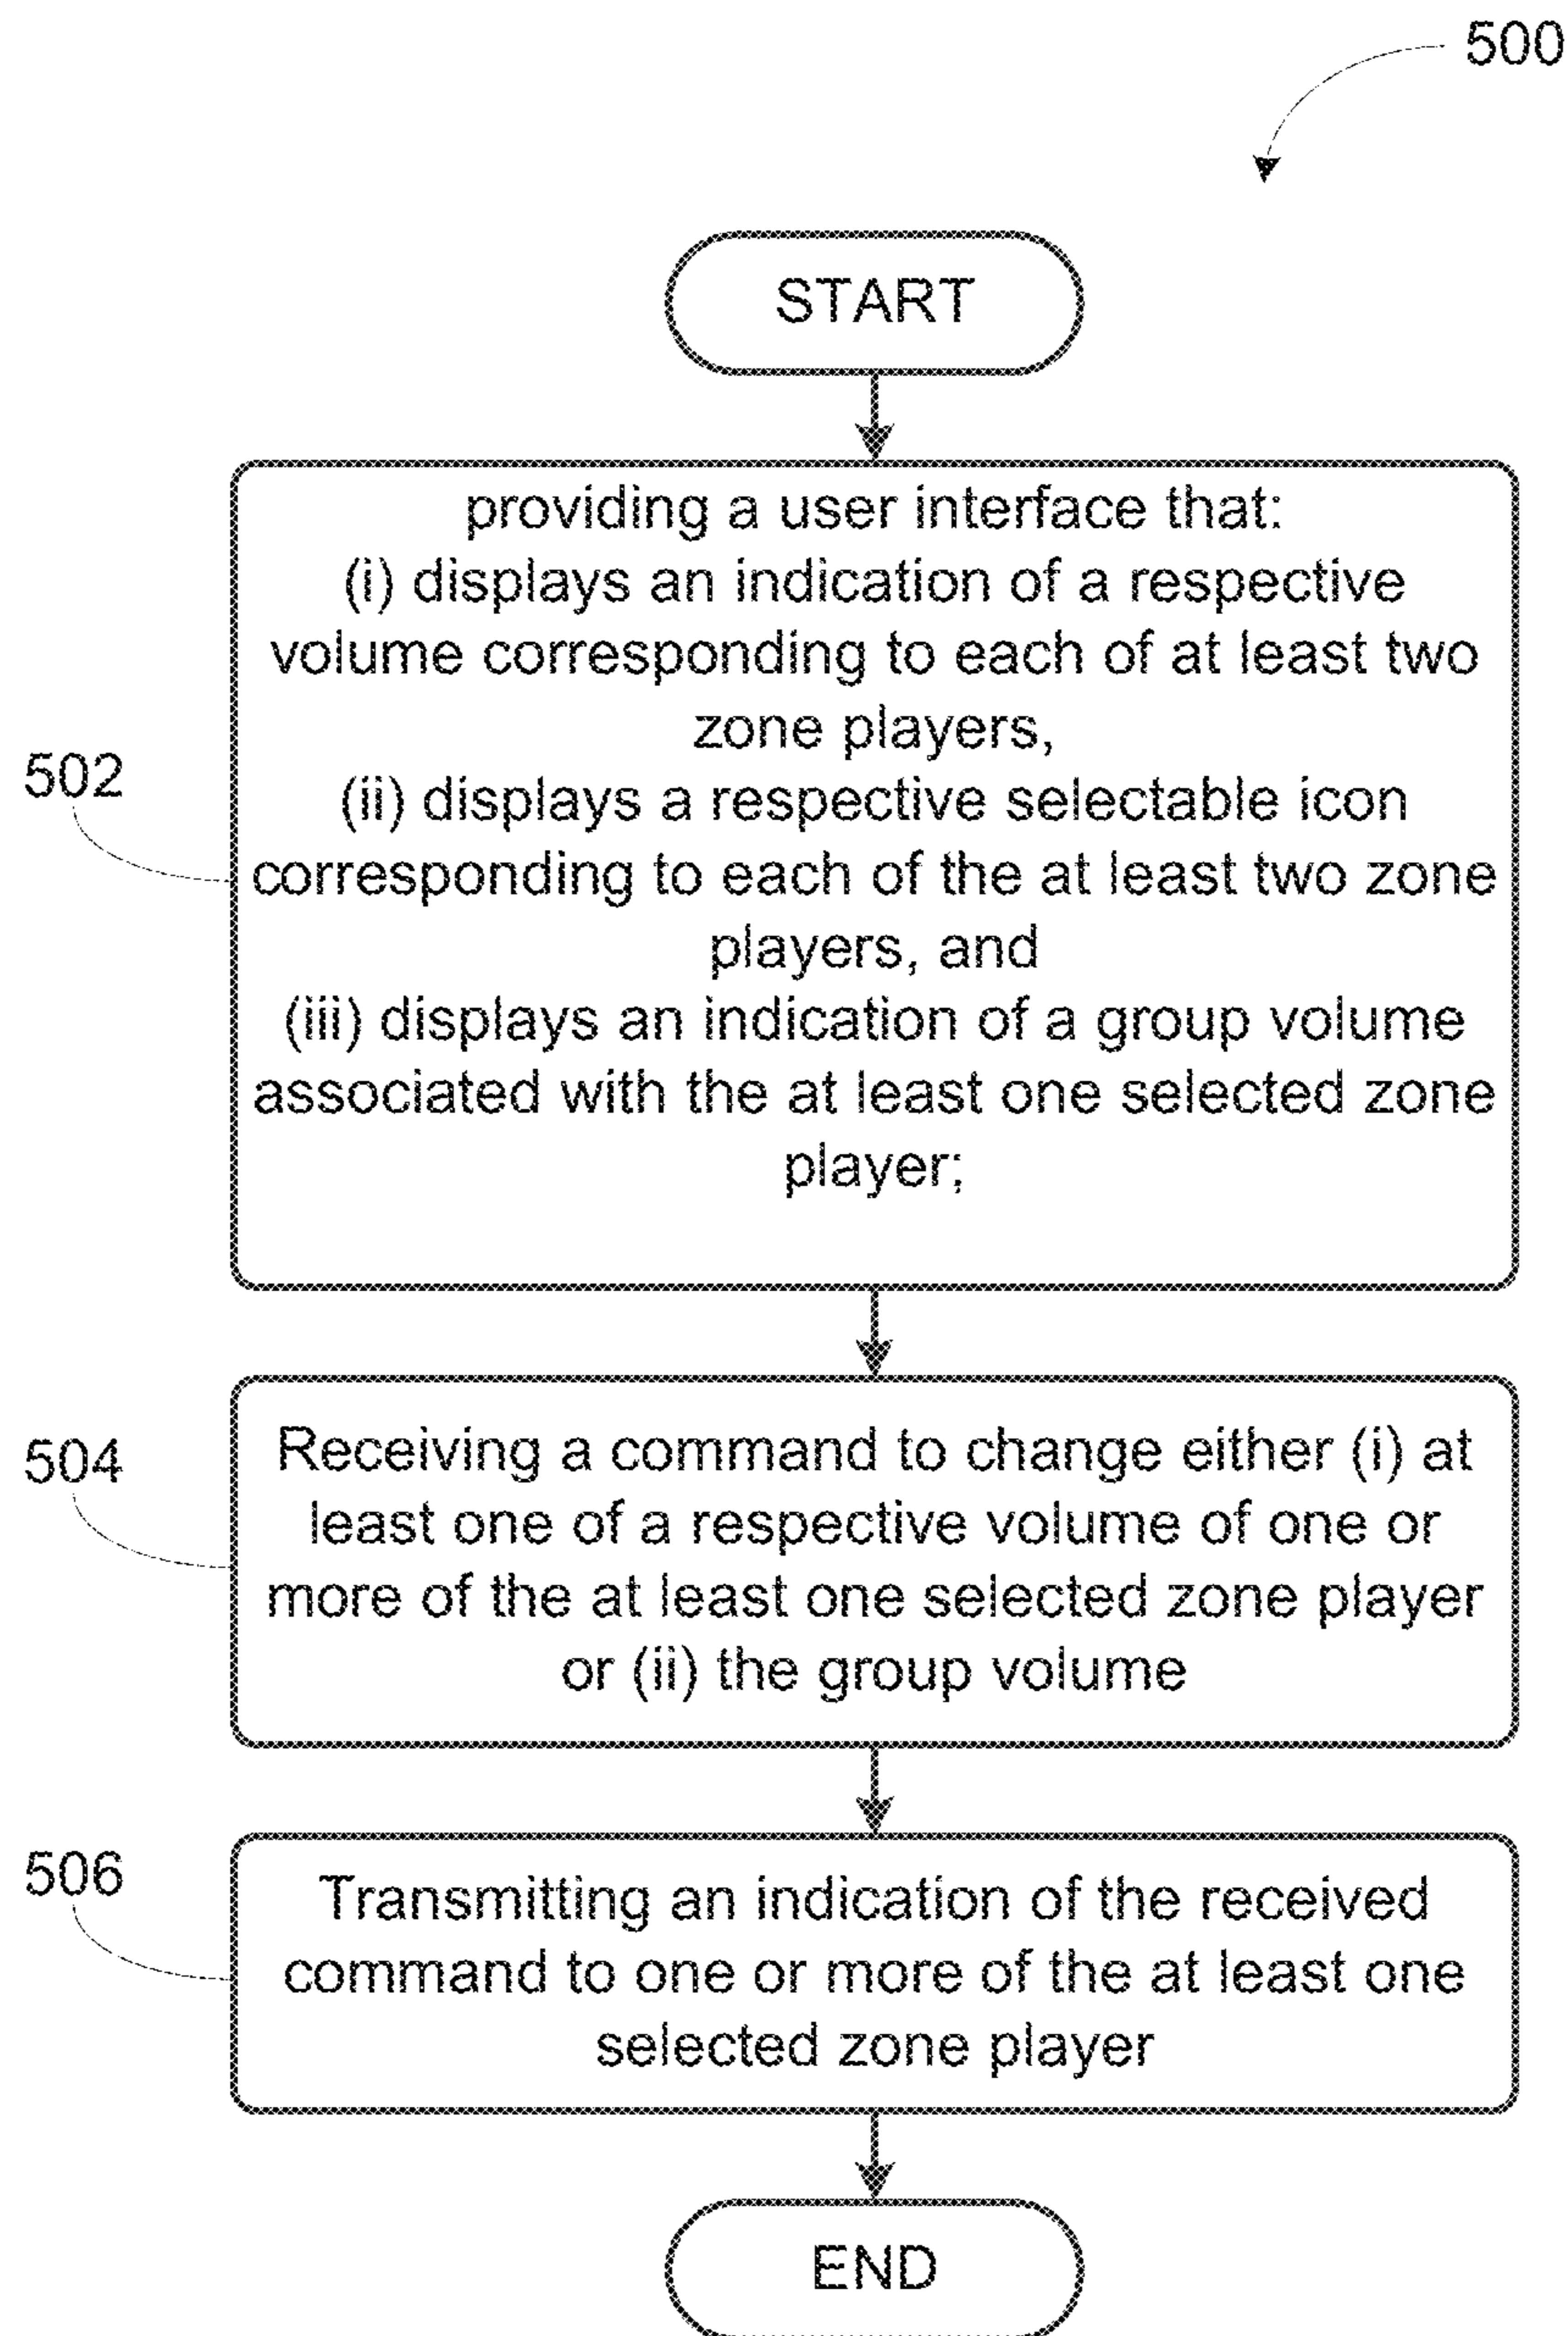 500
START
providing a user interface that:
(i) displays an indication of a respective
volume corresponding to each of at least two
zone players,
(ii) displays a respective selectable icon
corresponding to each of the at least two zone
players, and
(iii) displays an indication of a group volume
associated with the at least one selected zone
player;
502
Receiving a command to change either (i) at
least one of a respective volume of one or
more of the at least one selected zone player
or (ii) the group volume
504
Transmitting an indication of the received
command to one or more of the at least one
selected zone player
506
END